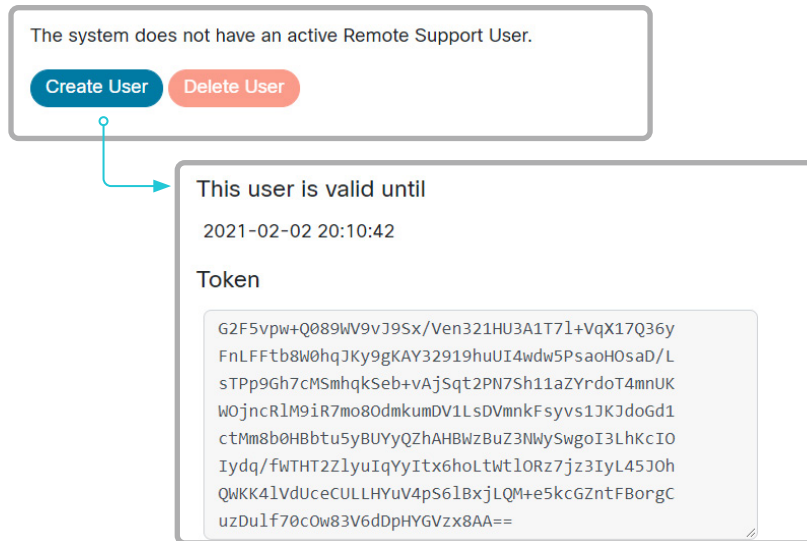 The system does not have an active Remote Support User.
Create User Delete User
This user is valid until
2021-02-02 20:10:42
Token
G2F5vpw+Q089WV9vJ9Sx/Ven321HU3A1T7l+VqX17Q36y
FnLFFtb8W0hqJKy9gKAY32919huUI4wdw5PsaoHOsaD/L
sTPp9Gh7cMSmhqkSeb+vAjSqt2PN7Sh11aZYrdoT4mnUK
WOjncRlM9iR7mo8OdmkumDV1LsDVmnkFsyvs1JKJdoGd1
ctMm8b0HBbtu5yBUYyQZhAHBWzBuZ3NWySwgoI3LhKcIO
Iydq/fWTHT2ZlyuIqYyItx6hoLtWtlORz7jz3IyL45JOh
QWKK4lVdUceCULLHYuV4pS6lBxjLQM+e5kcGZntFBorgC
uzDulf70cOw83V6dDpHYGVzx8AA==